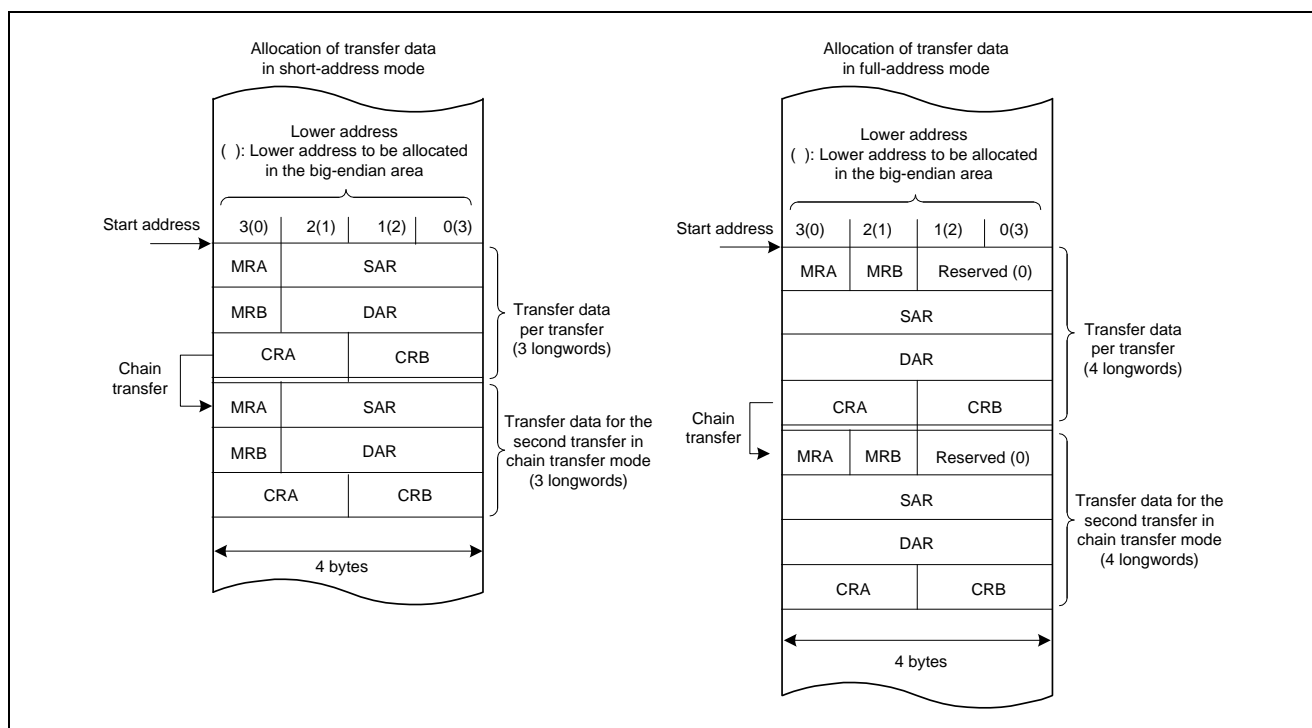 Allocation of transfer data
in short-address mode
Lower address
( ): Lower address to be allocated
in the big-endian area
Start address
3(0) 2(1) 1(2) 0(3)
MRA SAR
MRB DAR
CRA CRB
Transfer data
per transfer
(3 longwords)
Chain
transfer
MRA SAR
MRB DAR
CRA CRB
Transfer data for the
second transfer in
chain transfer mode
(3 longwords)
4 bytes
Allocation of transfer data
in full-address mode
Lower address
( ): Lower address to be allocated
in the big-endian area
Start address
3(0) 2(1) 1(2) 0(3)
MRA MRB Reserved (0)
SAR
DAR
CRA CRB
Transfer data
per transfer
(4 longwords)
Chain
transfer
MRA MRB Reserved (0)
SAR
DAR
CRA CRB
Transfer data for the
second transfer in
chain transfer mode
(4 longwords)
4 bytes